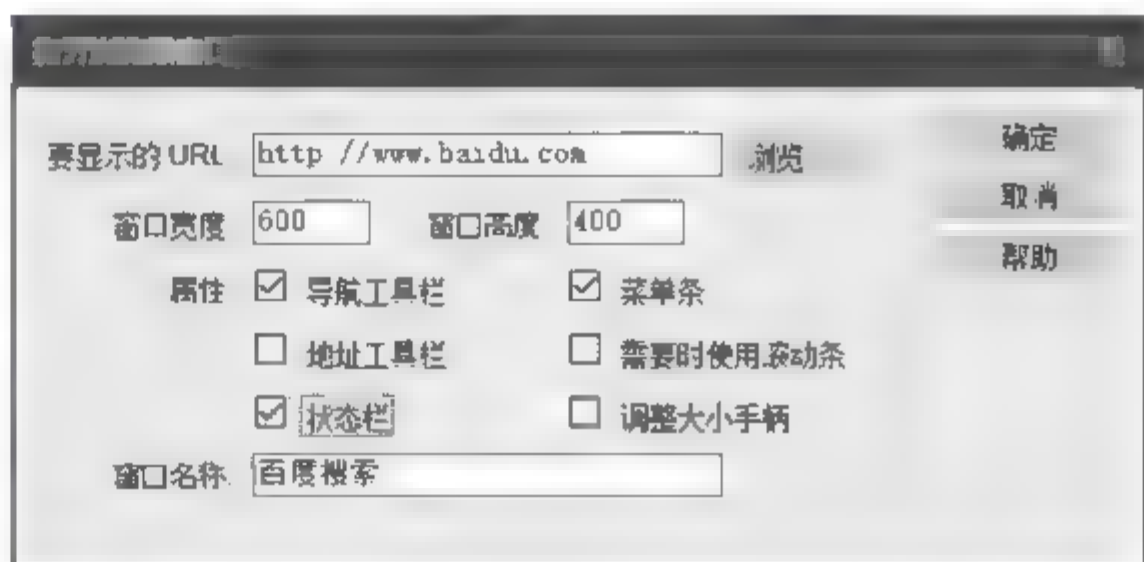 要显示的 URL http //www.baidu.com 浏览 确定
取消
窗口宽度 600 窗口高度 400
帮助
属性 导航工具栏 菜单条
地址工具栏 需要时使用滚动条
状态栏 调整大小手柄
窗口名称 百度搜索